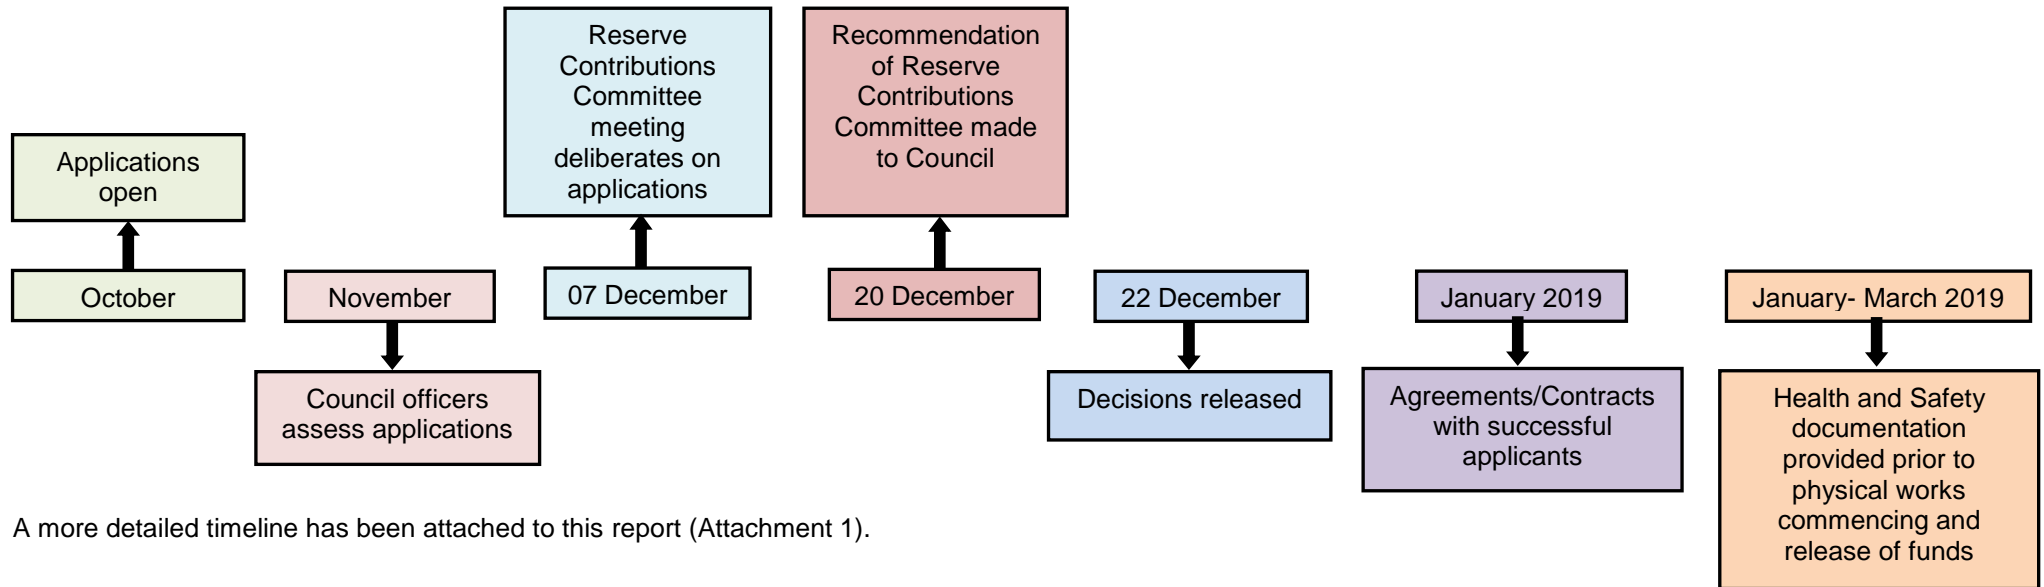 Applications
open
October
November
Council officers
assess applications
Reserve
Contributions
Committee
meeting
deliberates on
applications
07 December
Recommendation
of Reserve
Contributions
Committee made
to Council
20 December
22 December
Decisions released
January 2019
Agreements/Contracts
with successful
applicants
January- March 2019
Health and Safety
documentation
provided prior to
physical works
commencing and
release of funds
A more detailed timeline has been attached to this report (Attachment 1).